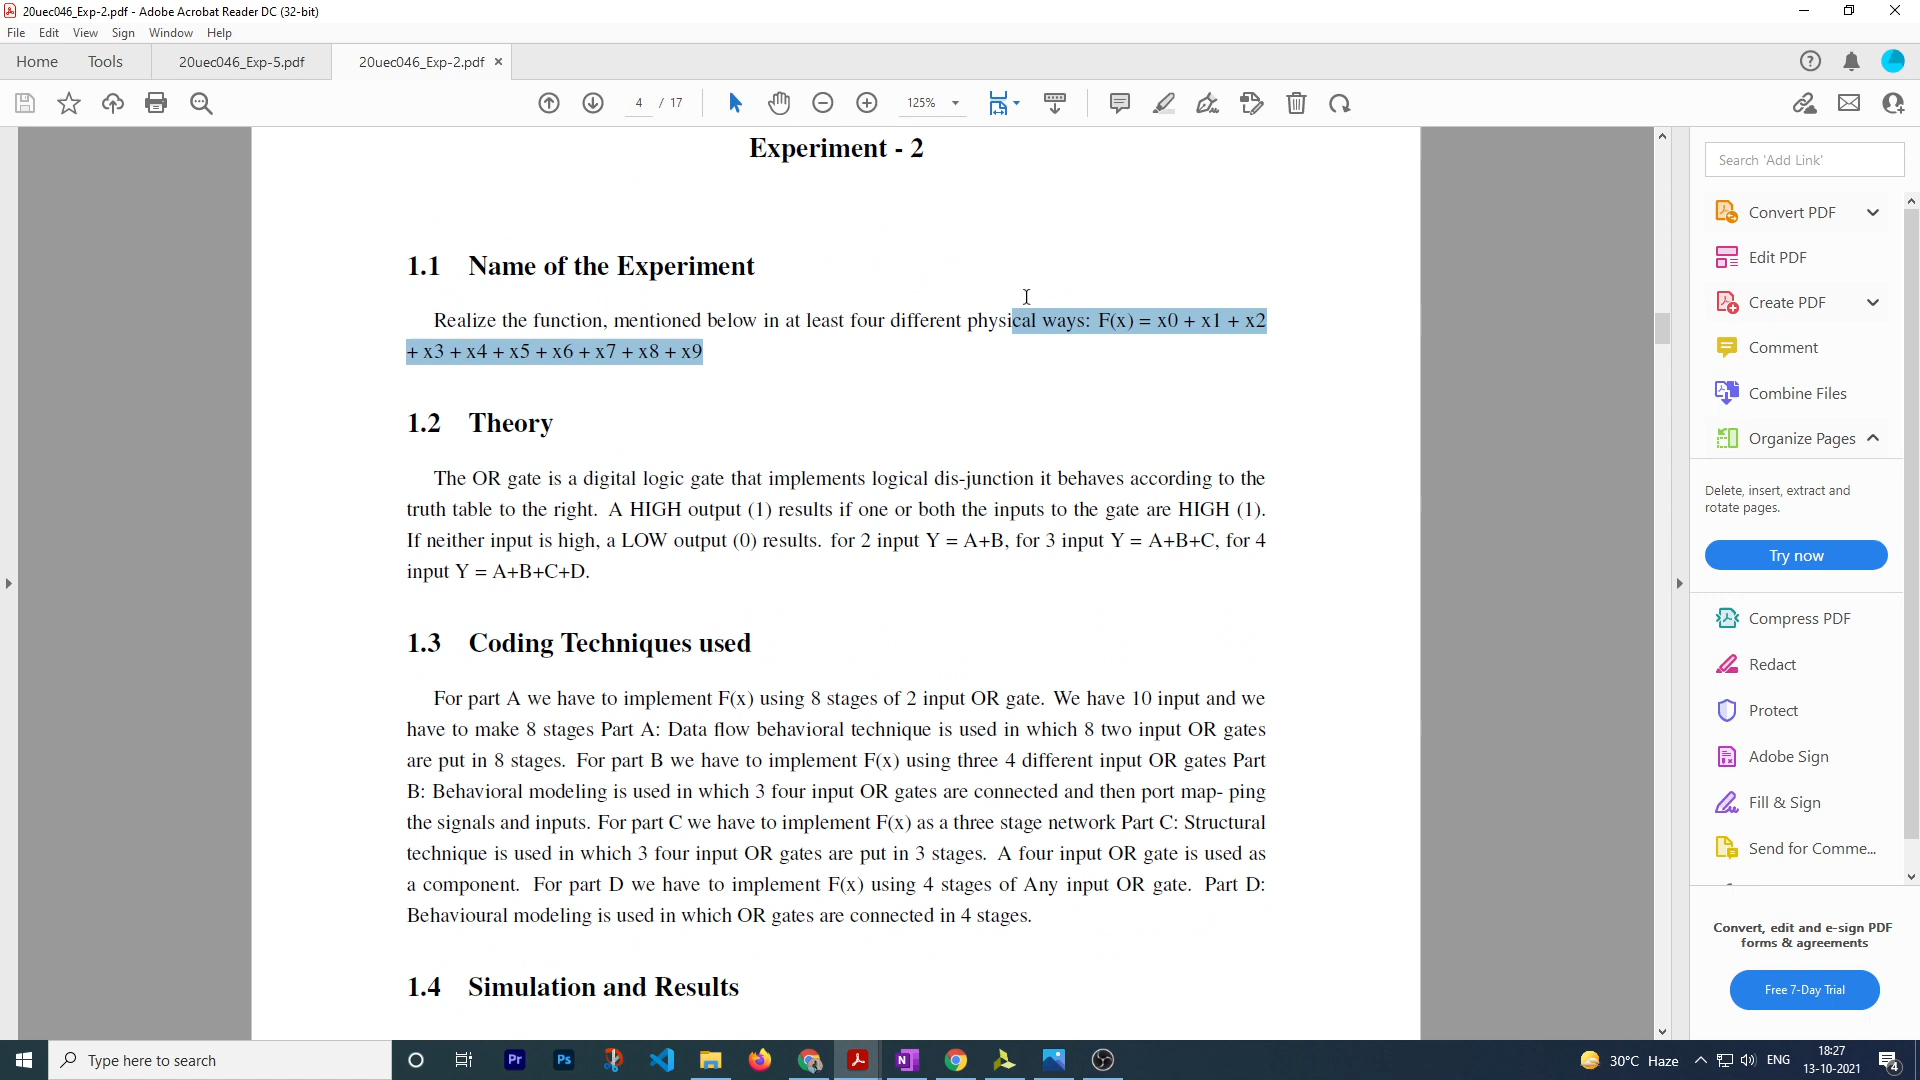 20uec046_Exp-2.pdf - Adobe Acrobat Reader DC (32-bit)
File Edit View Sign Window Help
Home Tools 20uec046_Exp-5.pdf 20uec046_Exp-2.pdf ×
4 / 17 125%
Experiment - 2
1.1 Name of the Experiment
Realize the function, mentioned below in at least four different physical ways: F(x) = x0 + x1 + x2
+ x3 + x4 + x5 + x6 + x7 + x8 + x9
1.2 Theory
The OR gate is a digital logic gate that implements logical dis-junction it behaves according to the
truth table to the right. A HIGH output (1) results if one or both the inputs to the gate are HIGH (1).
If neither input is high, a LOW output (0) results. for 2 input Y = A+B, for 3 input Y = A+B+C, for 4
input Y = A+B+C+D.
1.3 Coding Techniques used
For part A we have to implement F(x) using 8 stages of 2 input OR gate. We have 10 input and we
have to make 8 stages Part A: Data flow behavioral technique is used in which 8 two input OR gates
are put in 8 stages. For part B we have to implement F(x) using three 4 different input OR gates Part
B: Behavioral modeling is used in which 3 four input OR gates are connected and then port map- ping
the signals and inputs. For part C we have to implement F(x) as a three stage network Part C: Structural
technique is used in which 3 four input OR gates are put in 3 stages. A four input OR gate is used as
a component. For part D we have to implement F(x) using 4 stages of Any input OR gate. Part D:
Behavioural modeling is used in which OR gates are connected in 4 stages.
1.4 Simulation and Results
Search 'Add Link'
Convert PDF
Edit PDF
Create PDF
Comment
Combine Files
Organize Pages
Delete, insert, extract and
rotate pages.
Try now
Compress PDF
Redact
Protect
Adobe Sign
Fill & Sign
Send for Comme...
Convert, edit and e-sign PDF
forms & agreements
Free 7-Day Trial
Type here to search
Pr Ps N
30°C Haze ENG
18:27
13-10-2021
4